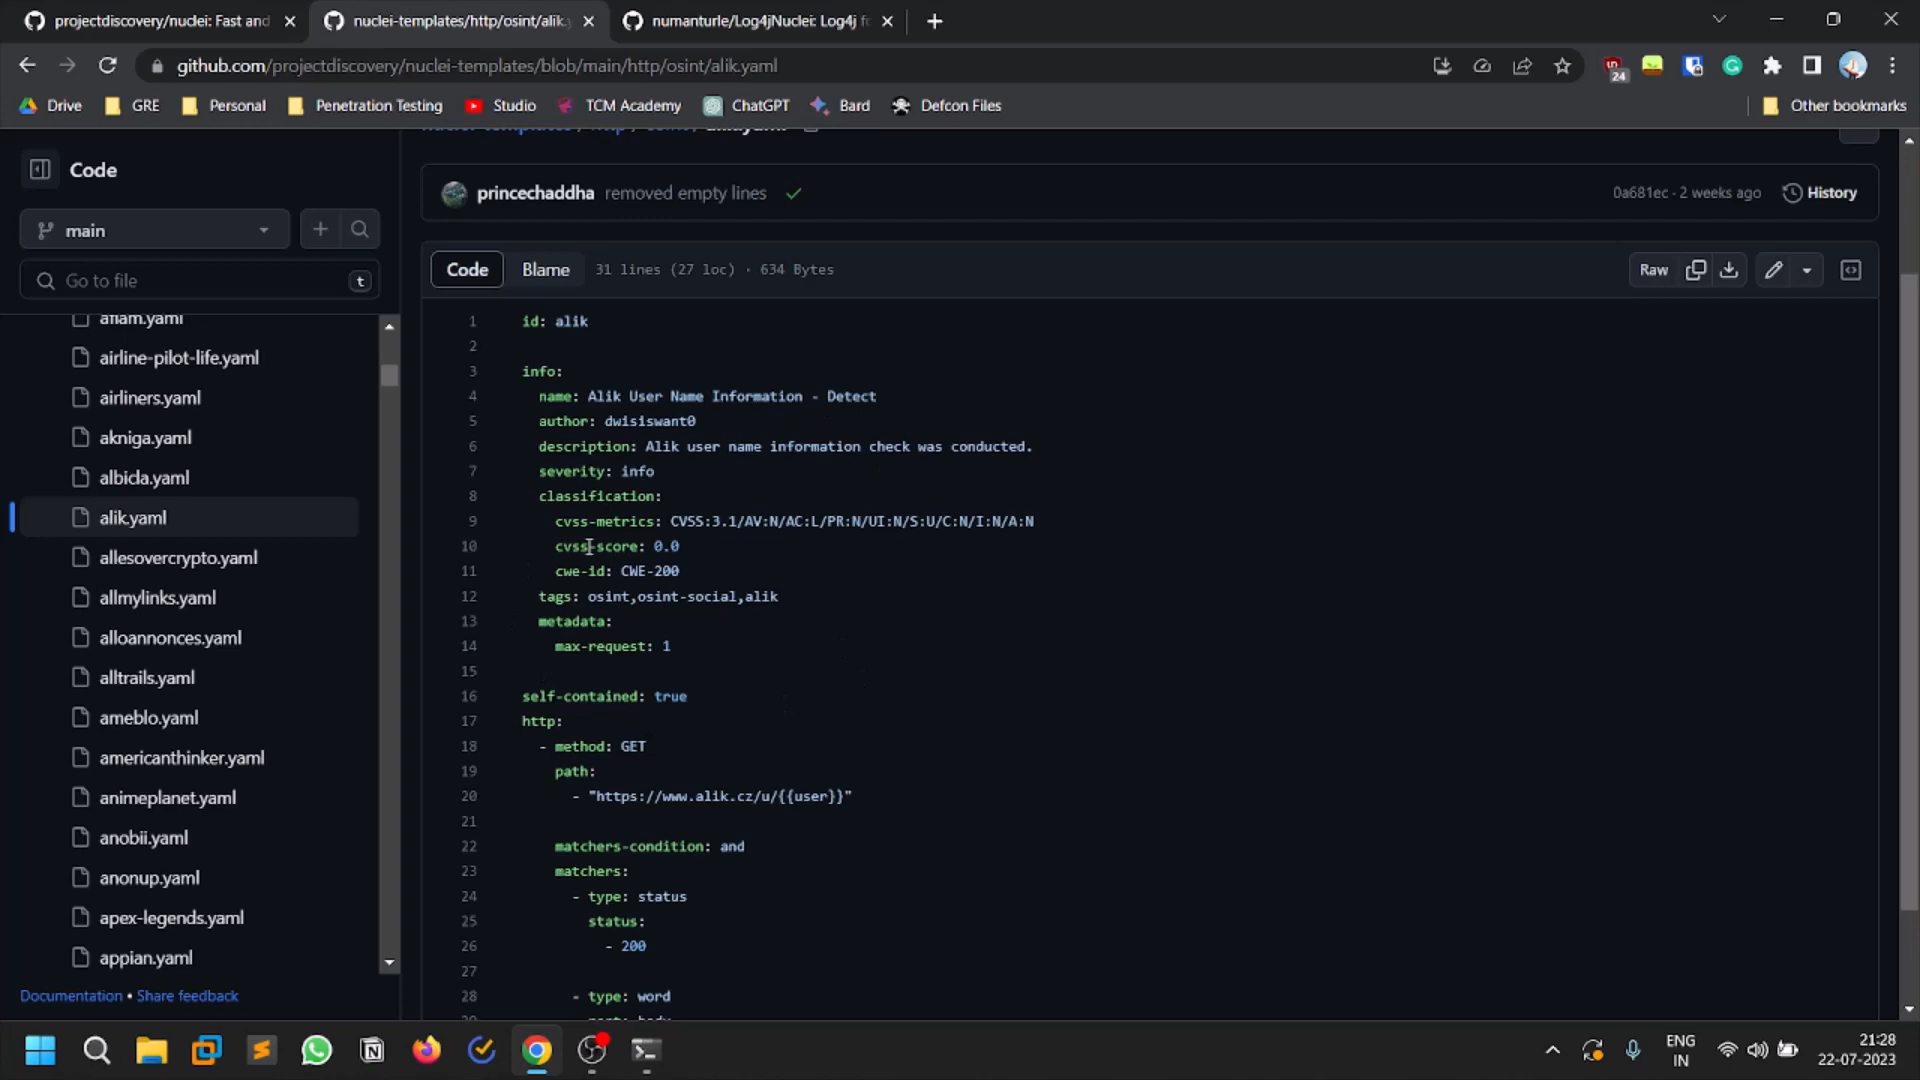 projectdiscovery/nuclei: Fast and
nuclei-templates/http/osint/alik.
numanturle/Log4jNuclei: Log4j fo
github.com/projectdiscovery/nuclei-templates/blob/main/http/osint/alik.yaml
24
Drive
GRE
Personal
Penetration Testing
Studio
TCM Academy
ChatGPT
Bard
Defcon Files
Other bookmarks
Code
main
Go to file
t
aflam.yaml
airline-pilot-life.yaml
airliners.yaml
akniga.yaml
albicla.yaml
alik.yaml
allesovercrypto.yaml
allmylinks.yaml
alloannonces.yaml
alltrails.yaml
ameblo.yaml
americanthinker.yaml
animeplanet.yaml
anobii.yaml
anonup.yaml
apex-legends.yaml
appian.yaml
Documentation • Share feedback
princechaddha removed empty lines
0a681ec · 2 weeks ago
History
Code
Blame
31 lines (27 loc) · 634 Bytes
Raw
1 id: alik
2
3 info:
4 name: Alik User Name Information - Detect
5 author: dwisiswant0
6 description: Alik user name information check was conducted.
7 severity: info
8 classification:
9 cvss-metrics: CVSS:3.1/AV:N/AC:L/PR:N/UI:N/S:U/C:N/I:N/A:N
10 cvss-score: 0.0
11 cwe-id: CWE-200
12 tags: osint,osint-social,alik
13 metadata:
14 max-request: 1
15
16 self-contained: true
17 http:
18 - method: GET
19 path:
20 - "https://www.alik.cz/u/{{user}}"
21
22 matchers-condition: and
23 matchers:
24 - type: status
25 status:
26 - 200
27
28 - type: word
ENG
IN
21:28
22-07-2023